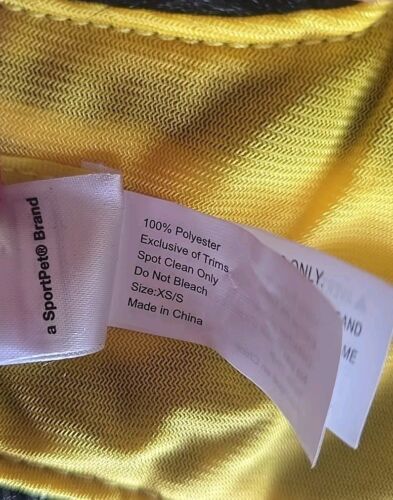 a SportPet® Brand
100% Polyester
Exclusive of Trims
Spot Clean Only
Do Not Bleach
Size:XS/S
Made in China
ONLY.
AND
ME